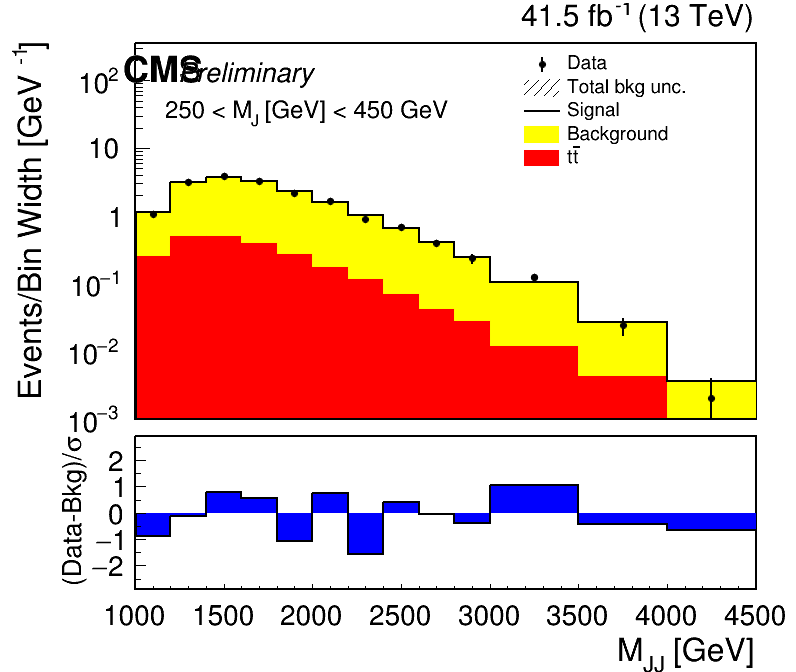 41.5 fb⁻¹ (13 TeV)
CMS Preliminary
250 < M_J [GeV] < 450 GeV
Data
Total bkg unc.
Signal
Background
tt̄
Events/Bin Width [GeV⁻¹]
10²
10
1
10⁻¹
10⁻²
10⁻³
(Data-Bkg)/σ
2
1
0
−1
−2
1000 1500 2000 2500 3000 3500 4000 4500
M_JJ [GeV]